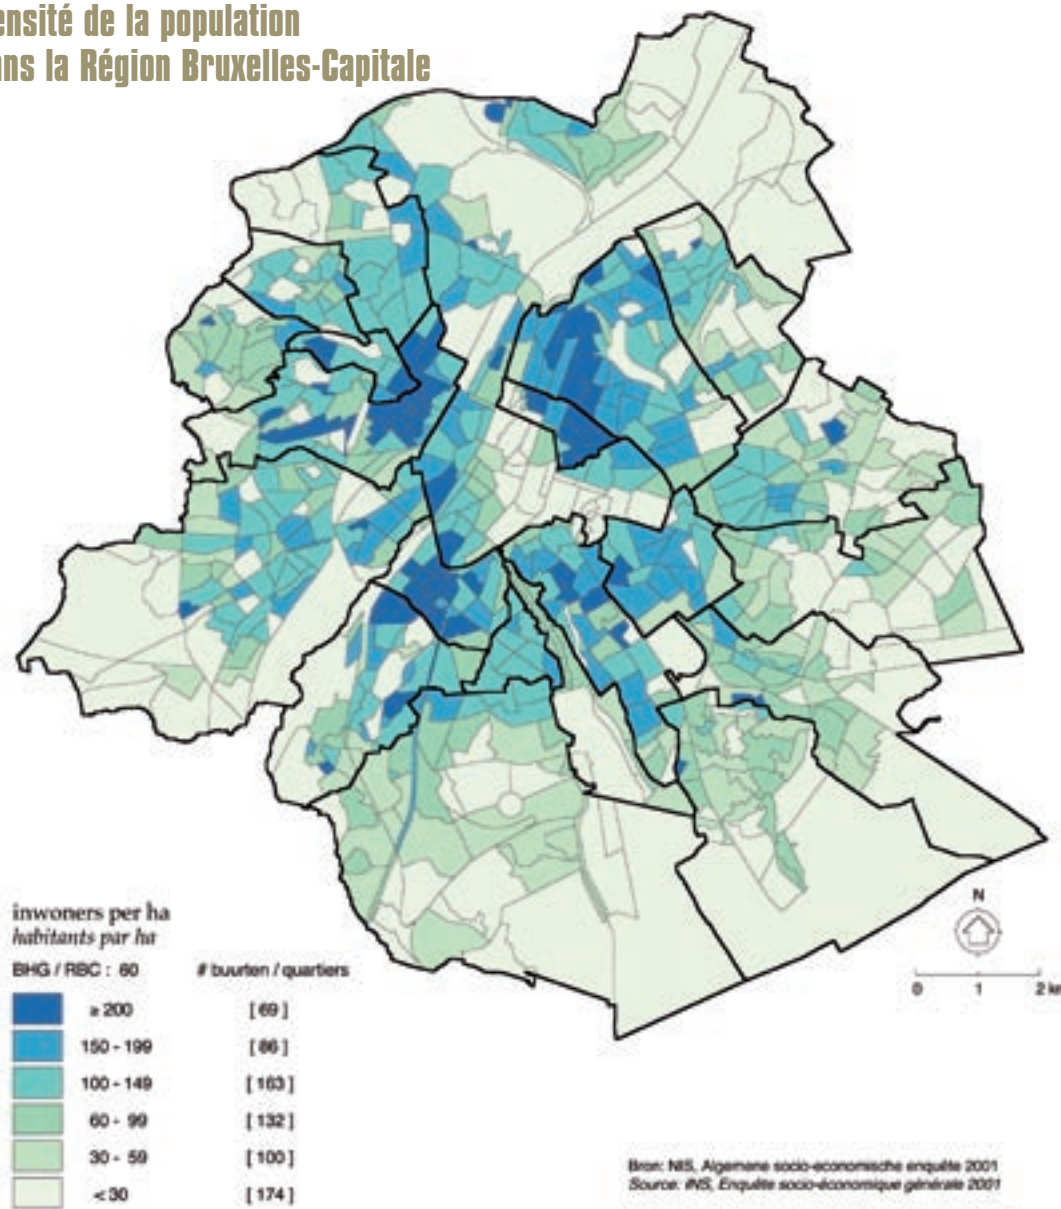 ensité de la population
ans la Région Bruxelles-Capitale
inwoners per ha
habitants par ha
BHG / RBC : 60 # buurten / quartiers
≥ 200 [ 69 ]
150 - 199 [ 86 ]
100 - 149 [ 163 ]
60 - 99 [ 132 ]
30 - 59 [ 100 ]
< 30 [ 174 ]
N
0 1 2 km
Bron: NIS, Algemene socio-economische enquête 2001
Source: INS, Enquête socio-économique générale 2001